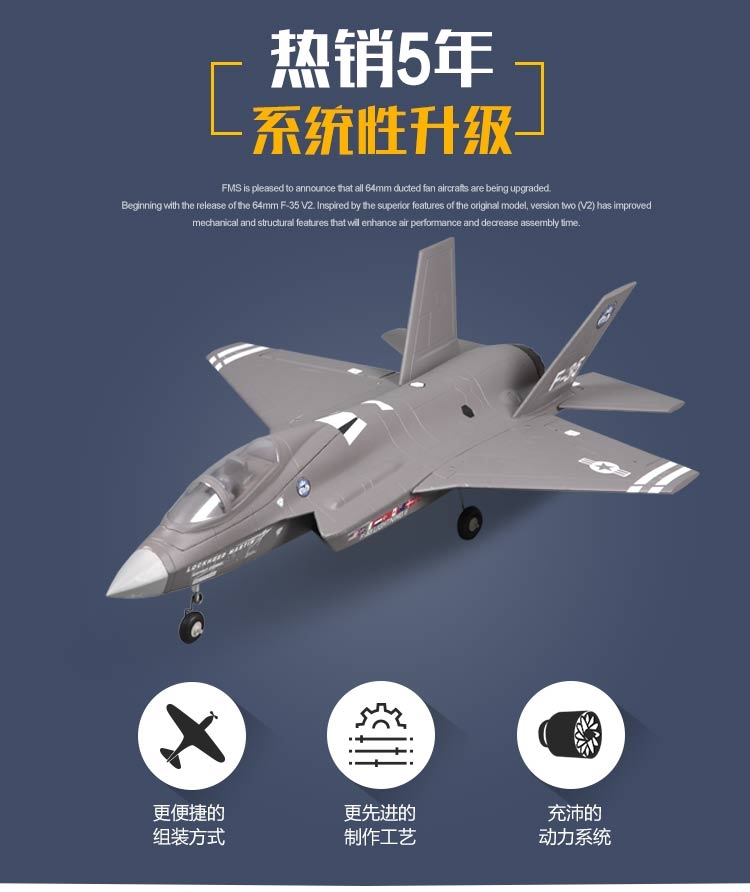 热销5年
系统性升级
FMS is pleased to announce that all 64mm ducted fan aircrafts are being upgraded.
Beginning with the release of the 64mm F-35 V2. Inspired by the superior features of the original model, version two (V2) has improved
mechanical and structural features that will enhance air performance and decrease assembly time.
F-35
LOCKHEED MARTIN
更便捷的
组装方式
更先进的
制作工艺
充沛的
动力系统